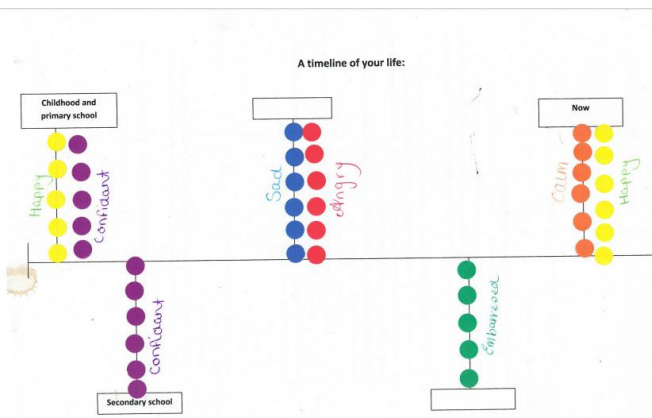 A timeline of your life:
Childhood and
primary school
Now
Happy
Confidant
Sad
Angry
Calm
Happy
Confidant
Embarresed
Secondary school